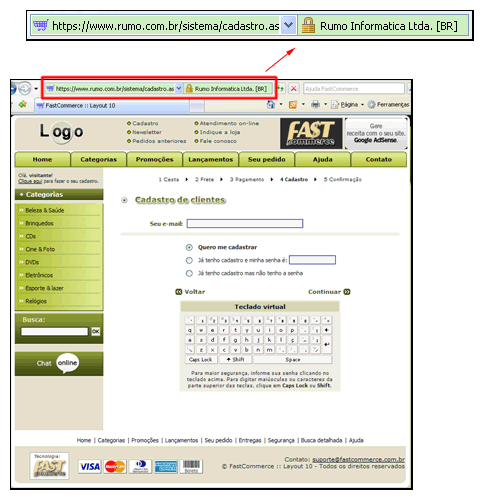 https://www.rumo.com.br/sistema/cadastro.as
Rumo Informatica Ltda. [BR]
https://www.rumo.com.br/sistema/cadastro.as
Rumo Informatica Ltda. [BR]
Ajuda FastCommerce
FastCommerce :: Layout 10
Página
Ferramentas
Logo
Cadastro
Newsletter
Pedidos anteriores
Atendimento on-line
Indique a loja
Fale conosco
FAST commerce
Gere
receita com o seu site.
Google AdSense.
Home
Categorias
Promoções
Lançamentos
Seu pedido
Ajuda
Contato
Olá, visitante!
Clique aqui para fazer o seu cadastro.
1 Cesta
2 Frete
3 Pagamento
4 Cadastro
5 Confirmação
Categorias
Beleza & Saúde
Brinquedos
CDs
Cine & Foto
DVDs
Eletrônicos
Esporte & lazer
Relógios
Busca:
OK
Chat online
Cadastro de clientes
Seu e-mail:
Quero me cadastrar
Já tenho cadastro e minha senha é:
Já tenho cadastro mas não tenho a senha
Voltar
Continuar
Teclado virtual
q w e r t y u i o p
a s d f g h j k l ç
z x c v b n m
Caps Lock
Shift
Space
Para maior segurança, informe sua senha clicando no
teclado acima. Para digitar maiúsculas ou caracteres da
parte superior das teclas, clique em Caps Lock ou Shift.
Home | Categorias | Promoções | Lançamentos | Seu pedido | Entregas | Segurança | Busca detalhada | Ajuda
Tecnologia:
FAST commerce
VISA
MasterCard
Boleto
Contato: suporte@fastcommerce.com.br
© FastCommerce :: Layout 10 - Todos os direitos reservados